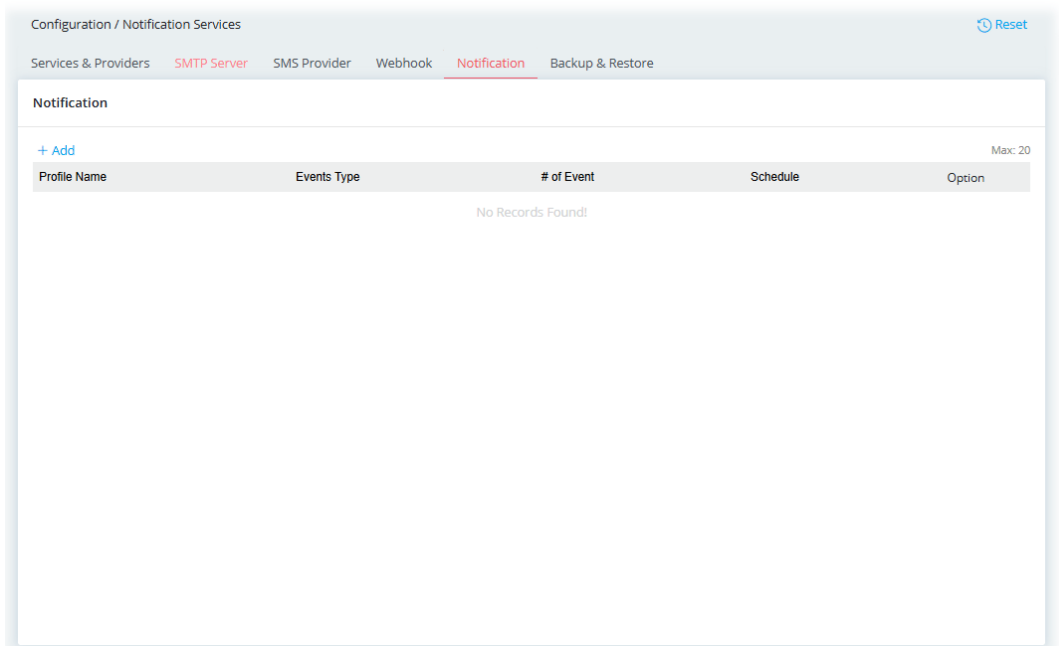 Configuration / Notification Services Reset
Services & Providers SMTP Server SMS Provider Webhook Notification Backup & Restore
Notification
+ Add Max: 20
Profile Name Events Type # of Event Schedule Option
No Records Found!